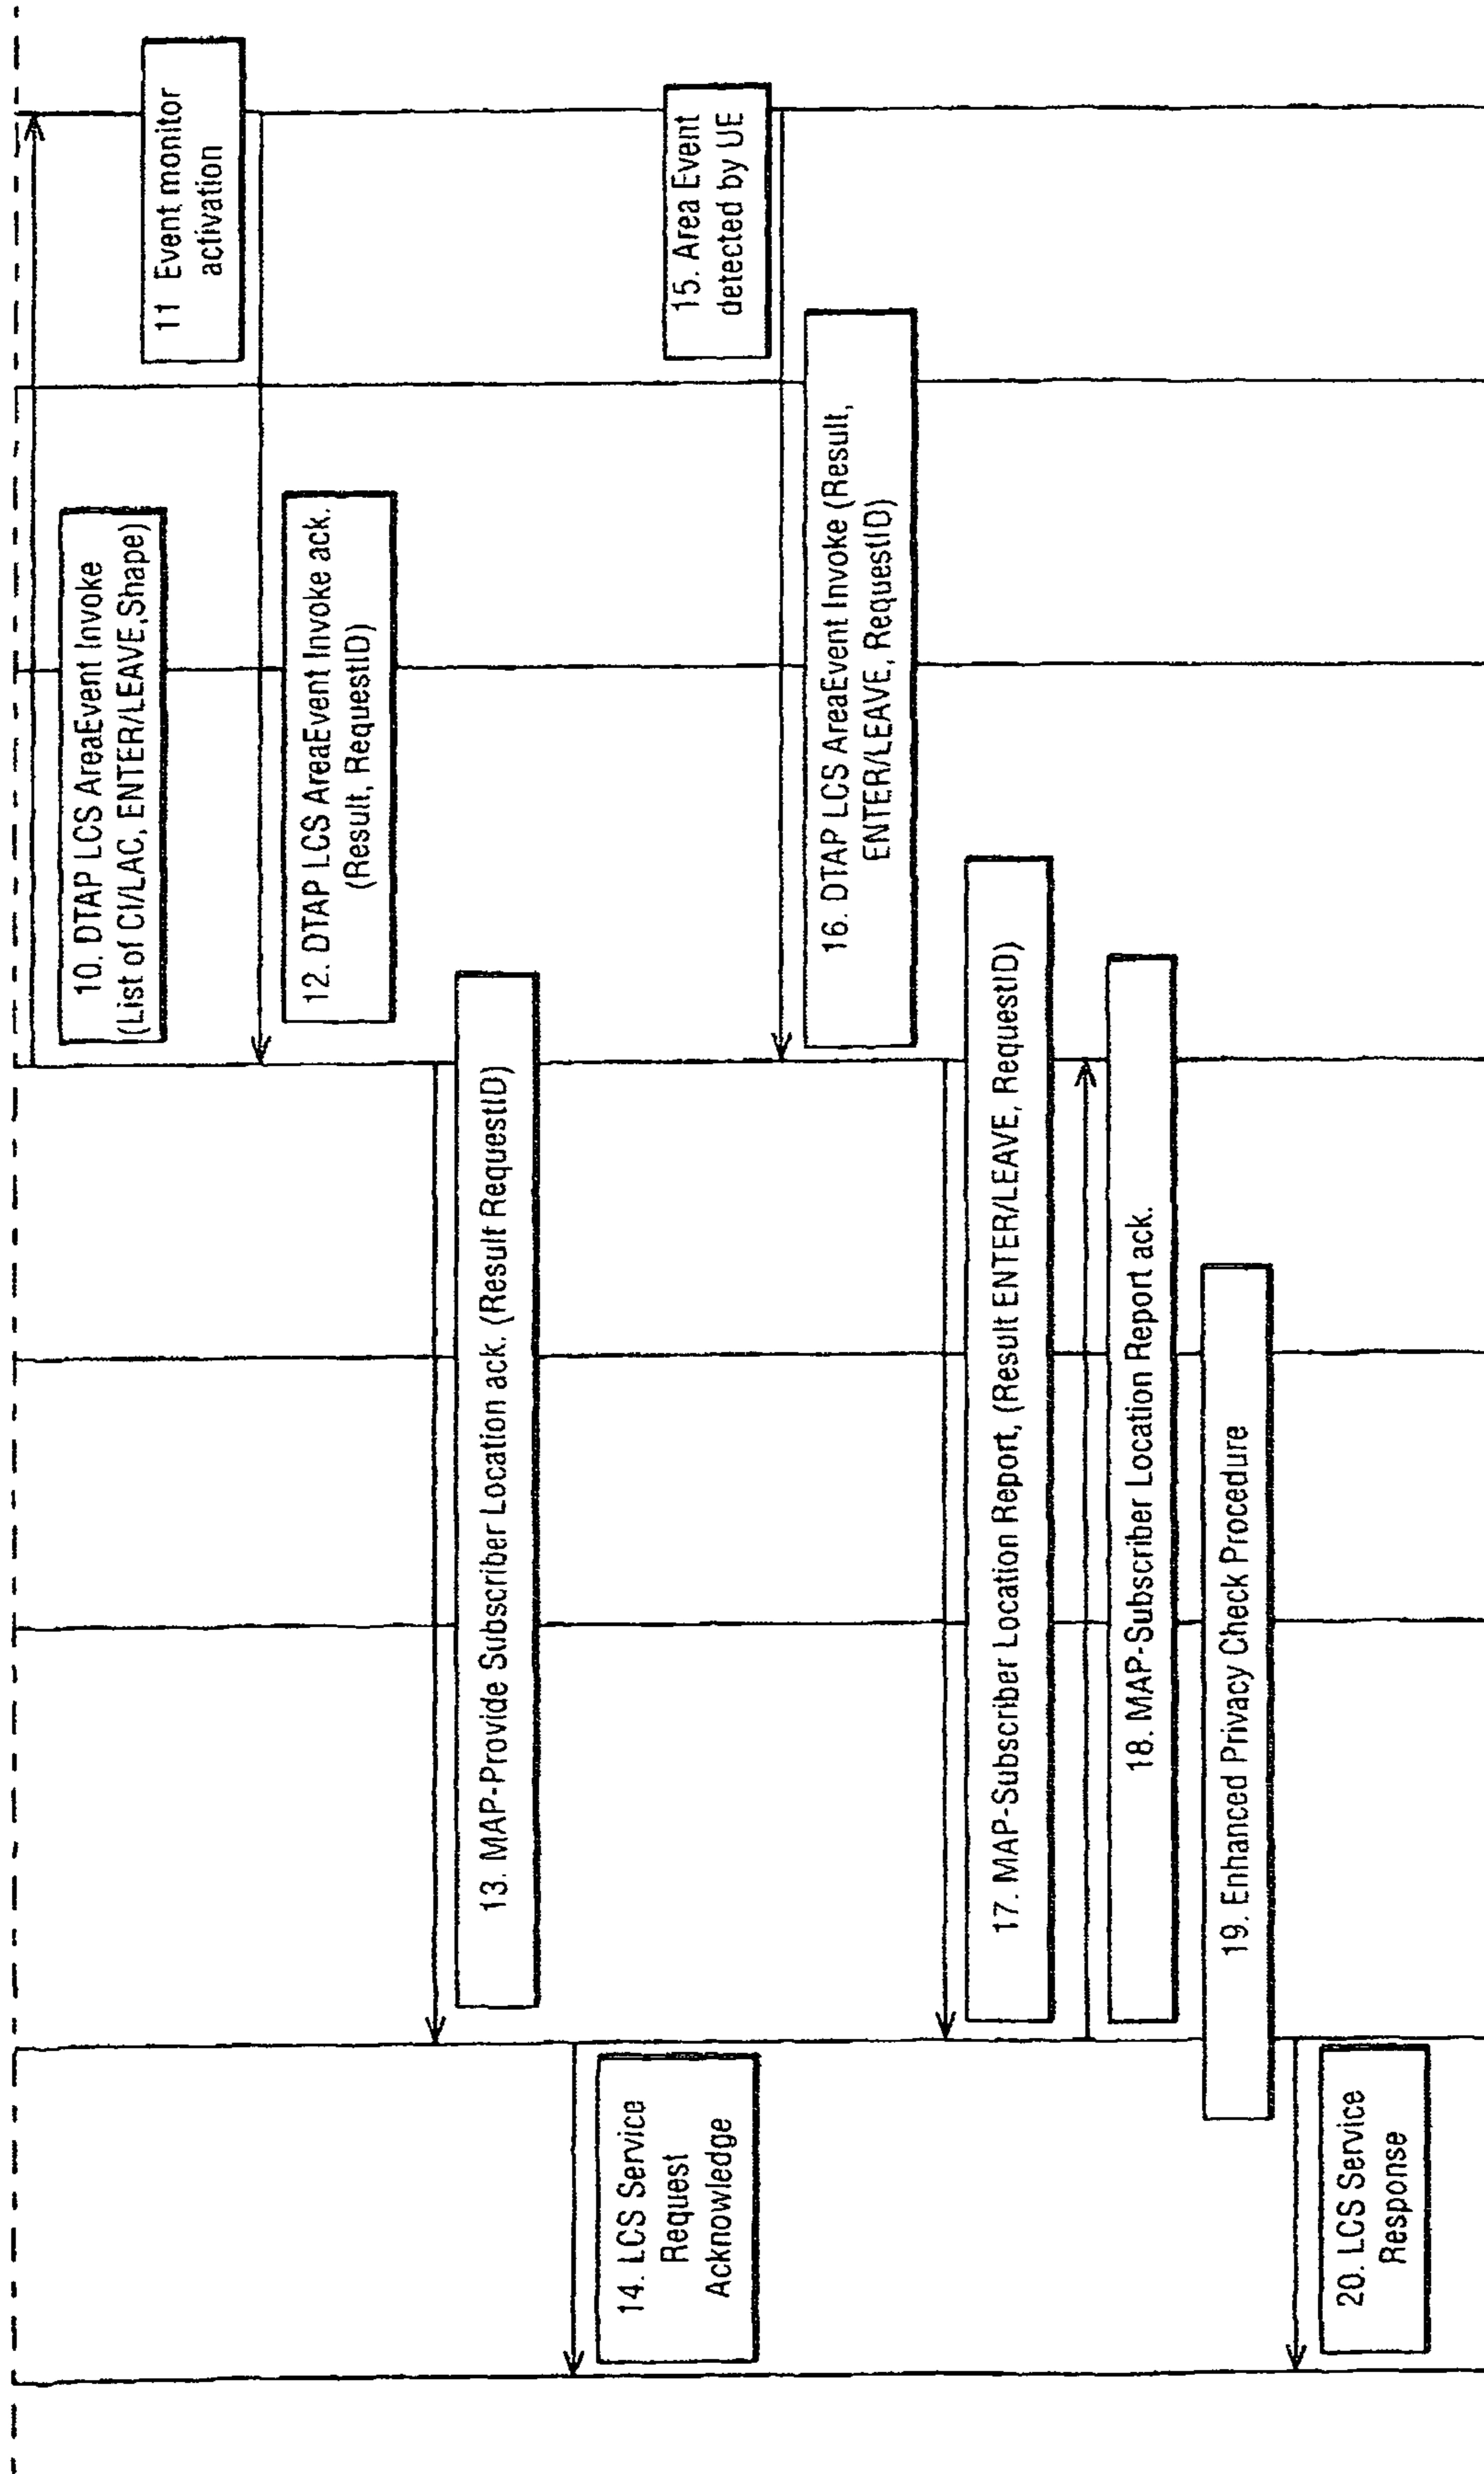 10. DTAP LCS AreaEvent Invoke
(List of CI/LAC, ENTER/LEAVE,Shape)
11 Event monitor
activation
12. DTAP LCS AreaEvent Invoke ack.
(Result, RequestID)
13. MAP-Provide Subscriber Location ack. (Result RequestID)
14. LCS Service
Request
Acknowledge
15. Area Event
detected by UE
16. DTAP LCS AreaEvent Invoke (Result,
ENTER/LEAVE, RequestID)
17. MAP-Subscriber Location Report, (Result ENTER/LEAVE, RequestID)
18. MAP-Subscriber Location Report ack.
19. Enhanced Privacy Check Procedure
20. LCS Service
Response